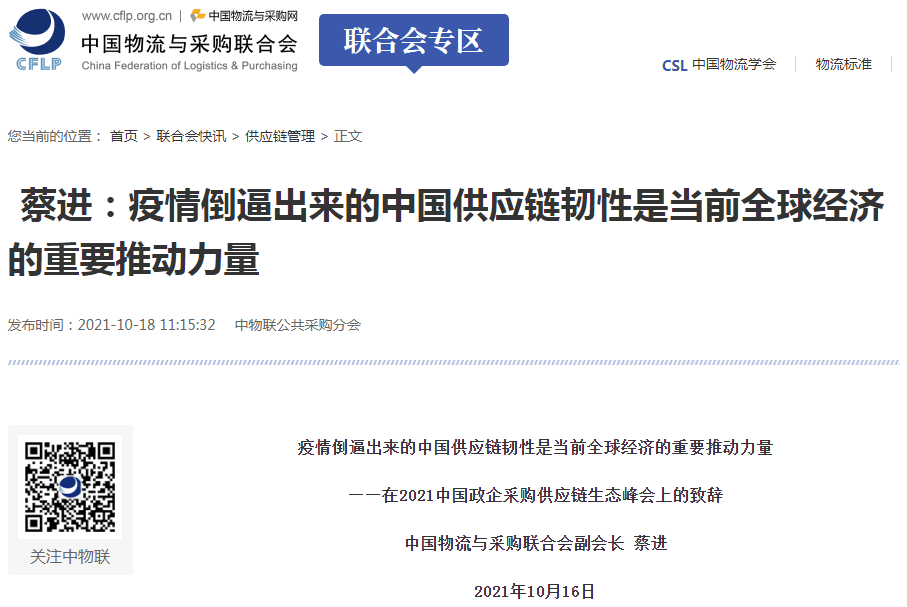 www.cflp.org.cn | 中国物流与采购网
中国物流与采购联合会
CFLP
China Federation of Logistics & Purchasing
联合会专区
CSL 中国物流学会
物流标准
您当前的位置： 首页 > 联合会快讯 > 供应链管理 > 正文
蔡进：疫情倒逼出来的中国供应链韧性是当前全球经济
的重要推动力量
发布时间：2021-10-18 11:15:32 中物联公共采购分会
疫情倒逼出来的中国供应链韧性是当前全球经济的重要推动力量
——在2021中国政企采购供应链生态峰会上的致辞
中国物流与采购联合会副会长 蔡进
2021年10月16日
关注中物联